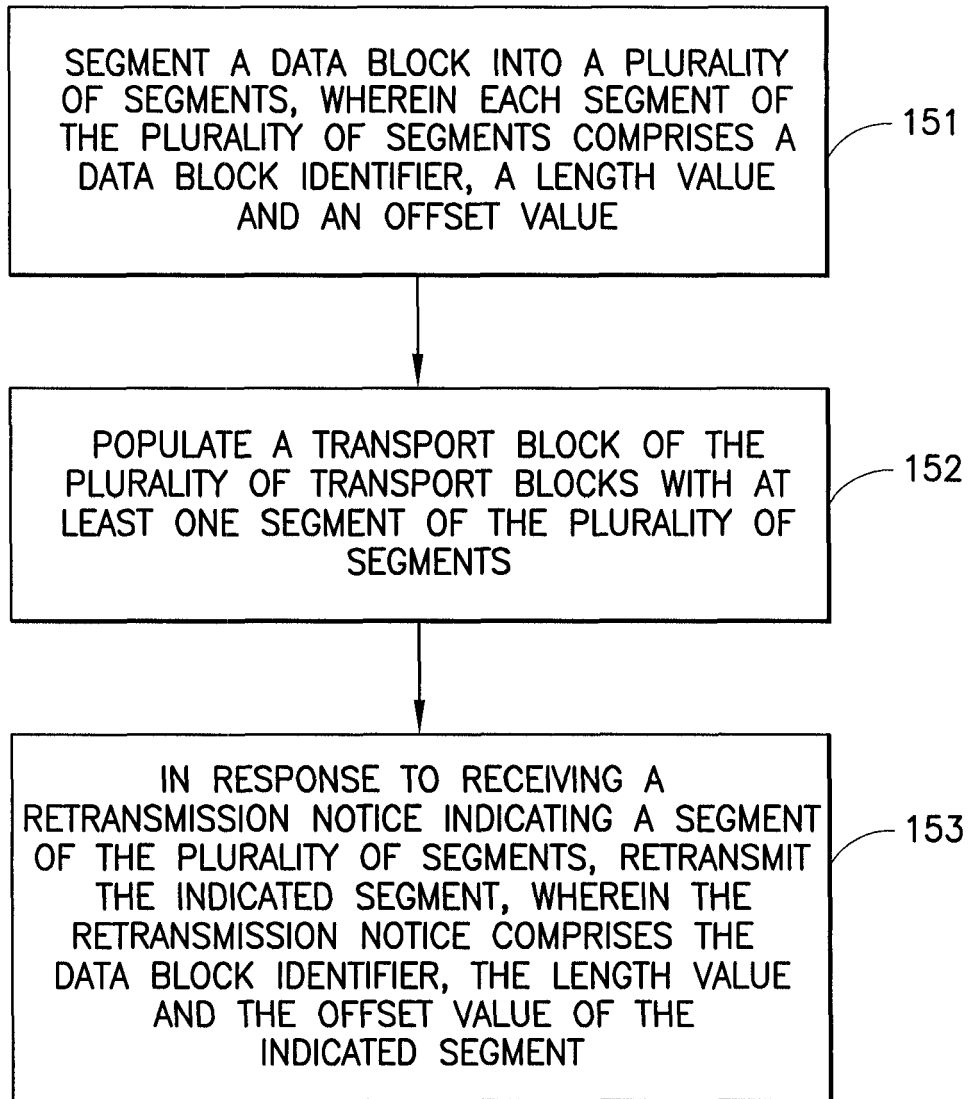 SEGMENT A DATA BLOCK INTO A PLURALITY
OF SEGMENTS, WHEREIN EACH SEGMENT OF
THE PLURALITY OF SEGMENTS COMPRISES A
DATA BLOCK IDENTIFIER, A LENGTH VALUE
AND AN OFFSET VALUE
151
POPULATE A TRANSPORT BLOCK OF THE
PLURALITY OF TRANSPORT BLOCKS WITH AT
LEAST ONE SEGMENT OF THE PLURALITY OF
SEGMENTS
152
IN RESPONSE TO RECEIVING A
RETRANSMISSION NOTICE INDICATING A SEGMENT
OF THE PLURALITY OF SEGMENTS, RETRANSMIT
THE INDICATED SEGMENT, WHEREIN THE
RETRANSMISSION NOTICE COMPRISES THE
DATA BLOCK IDENTIFIER, THE LENGTH VALUE
AND THE OFFSET VALUE OF THE
INDICATED SEGMENT
153